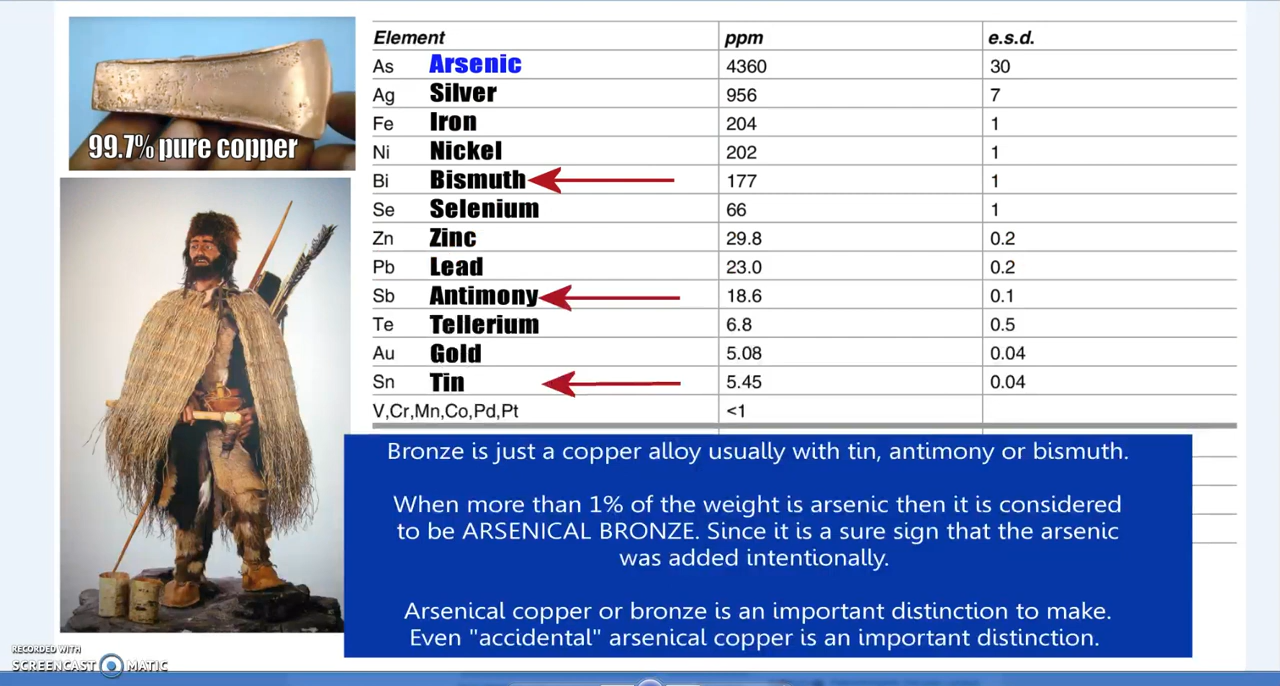 99.7% pure copper
Element ppm e.s.d.
As Arsenic 4360 30
Ag Silver 956 7
Fe Iron 204 1
Ni Nickel 202 1
Bi Bismuth 177 1
Se Selenium 66 1
Zn Zinc 29.8 0.2
Pb Lead 23.0 0.2
Sb Antimony 18.6 0.1
Te Tellerium 6.8 0.5
Au Gold 5.08 0.04
Sn Tin 5.45 0.04
V,Cr,Mn,Co,Pd,Pt <1
Bronze is just a copper alloy usually with tin, antimony or bismuth.
When more than 1% of the weight is arsenic then it is considered
to be ARSENICAL BRONZE. Since it is a sure sign that the arsenic
was added intentionally.
Arsenical copper or bronze is an important distinction to make.
Even "accidental" arsenical copper is an important distinction.
RECORDED WITH
SCREENCAST MATIC